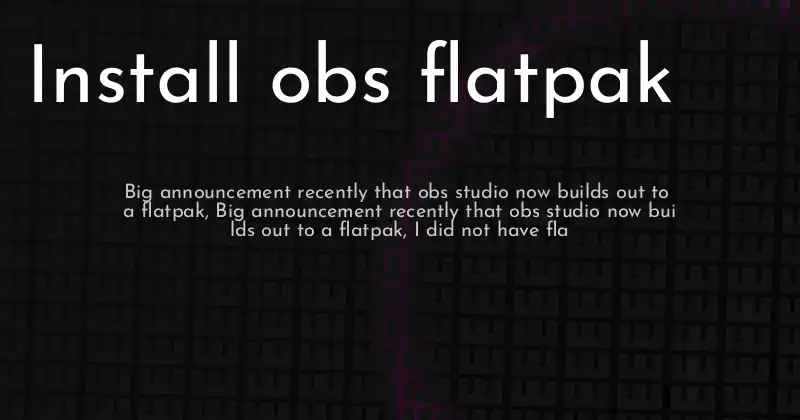 Install obs flatpak
Big announcement recently that obs studio now builds out to
a flatpak, Big announcement recently that obs studio now bui
lds out to a flatpak, I did not have fla